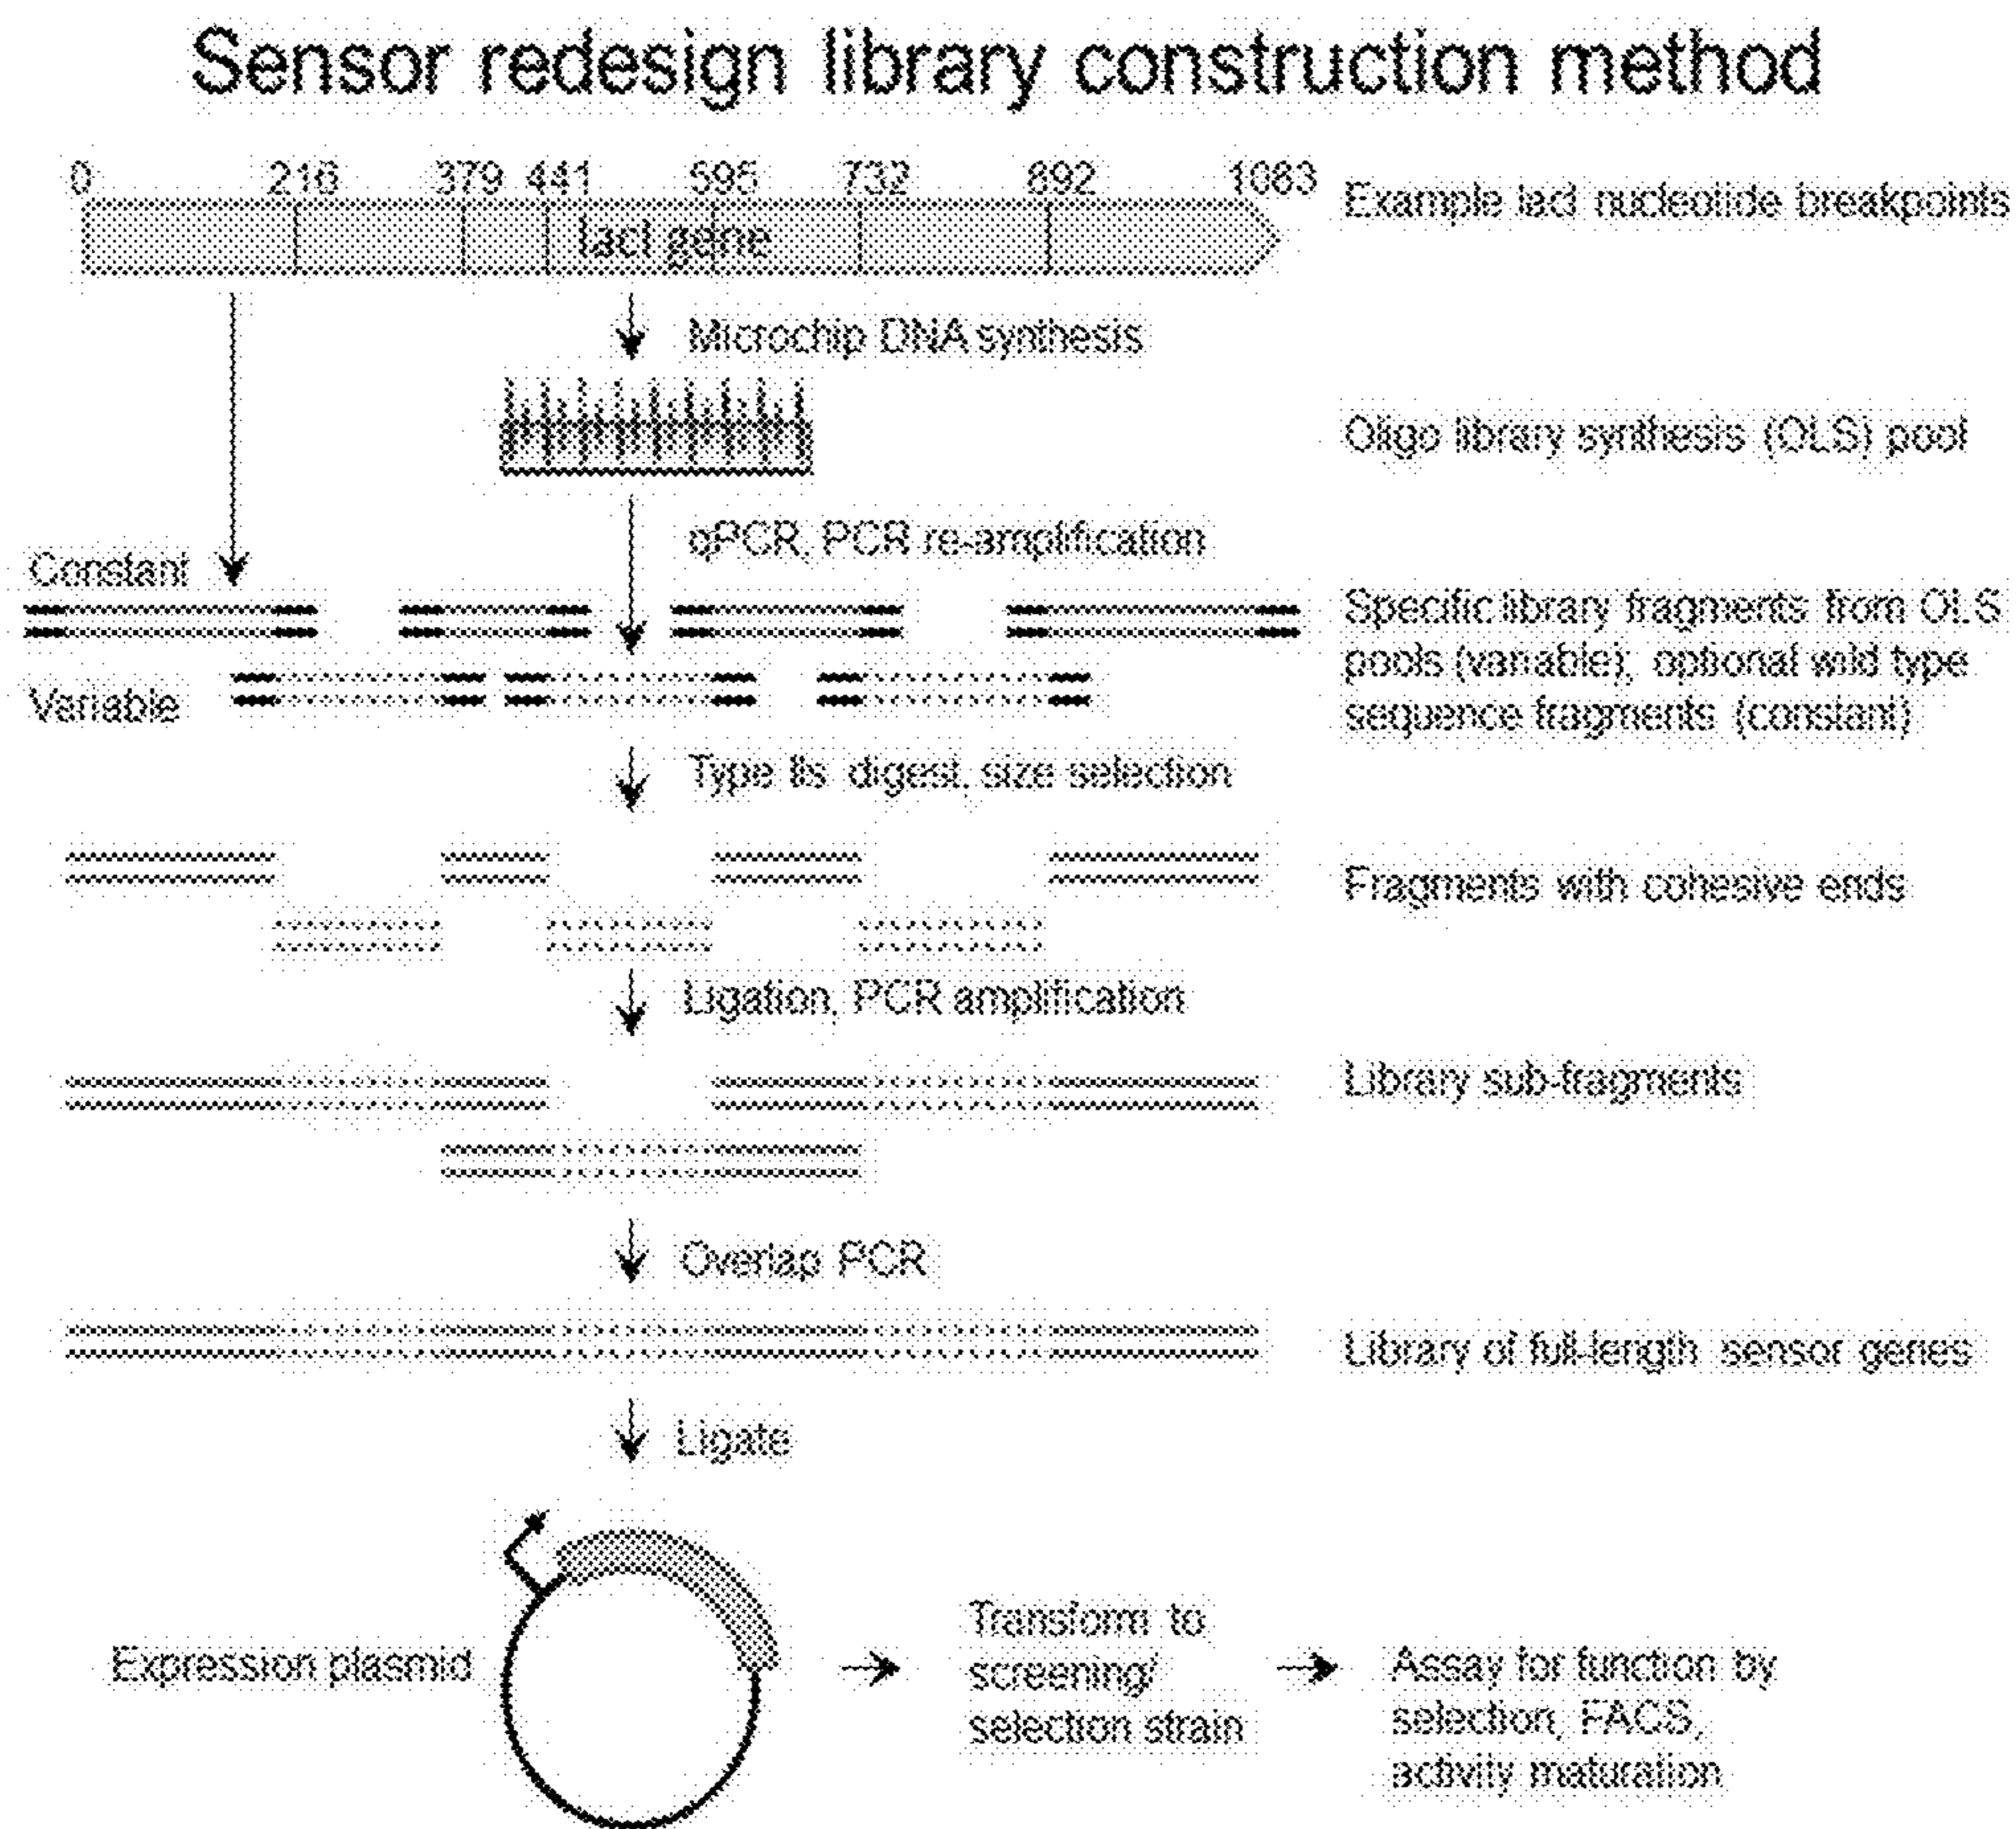 Sensor redesign library construction method
0 216 379 441 595 732 892 1083
Example lacI nucleotide breakpoints
lacI gene
Microchip DNA synthesis
Oligo library synthesis (OLS) pool
qPCR, PCR re-amplification
Constant
Variable
Specific library fragments from OLS
pools (variable); optional wild type
sequence fragments (constant)
Type IIs digest, size selection
Fragments with cohesive ends
Ligation, PCR amplification
Library sub-fragments
Overlap PCR
Library of full-length sensor genes
Ligate
Expression plasmid
Transform to
screening/
selection strain
Assay for function by
selection, FACS,
activity maturation